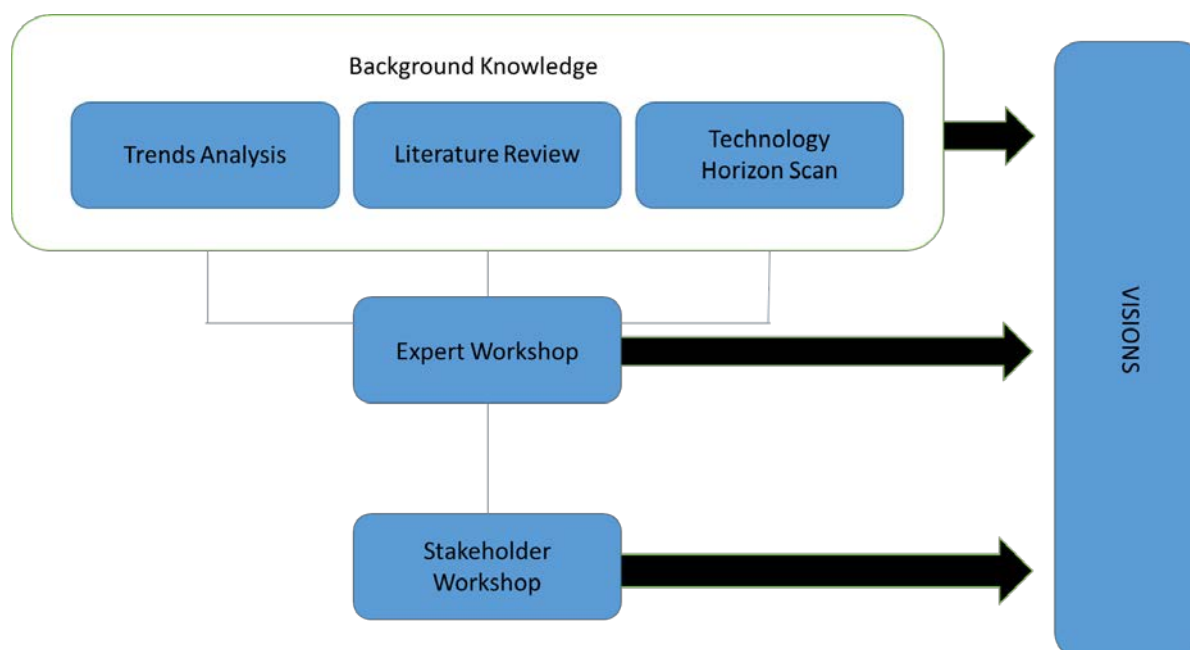 Background Knowledge
Trends Analysis
Literature Review
Technology
Horizon Scan
Expert Workshop
VISIONS
Stakeholder
Workshop